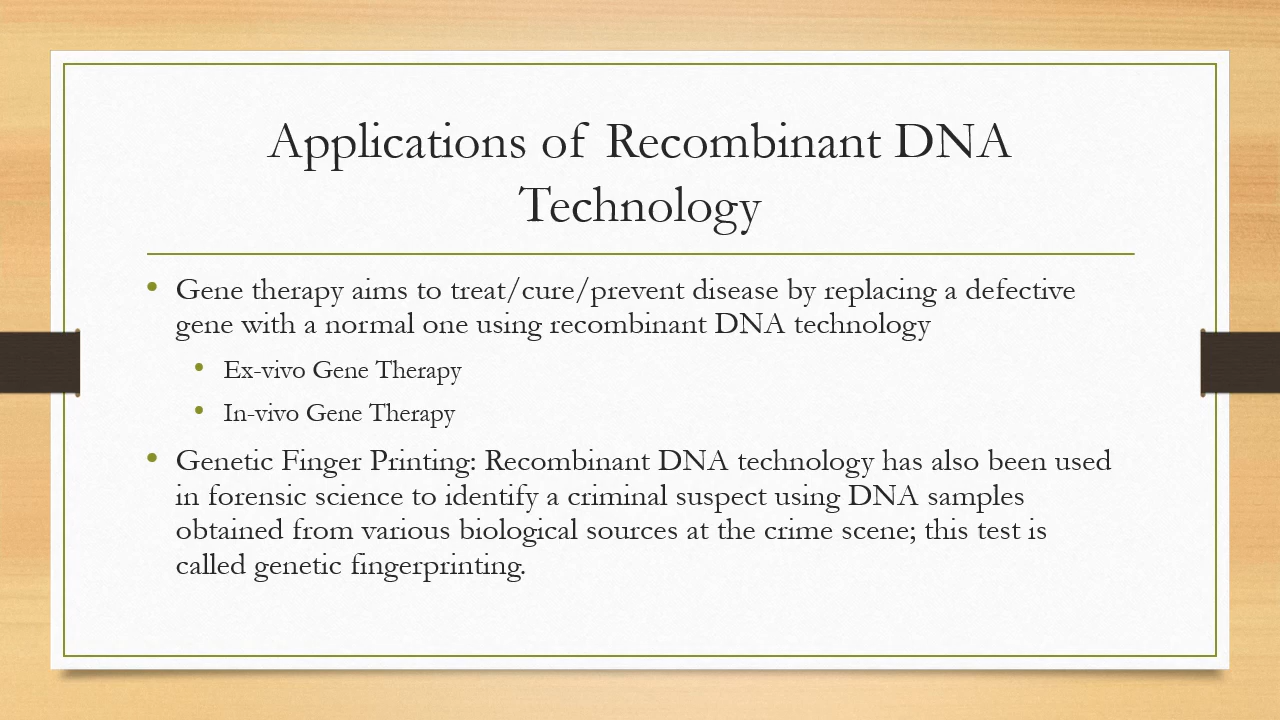 Applications of Recombinant DNA
Technology
• Gene therapy aims to treat/cure/prevent disease by replacing a defective
gene with a normal one using recombinant DNA technology
• Ex-vivo Gene Therapy
• In-vivo Gene Therapy
• Genetic Finger Printing: Recombinant DNA technology has also been used
in forensic science to identify a criminal suspect using DNA samples
obtained from various biological sources at the crime scene; this test is
called genetic fingerprinting.